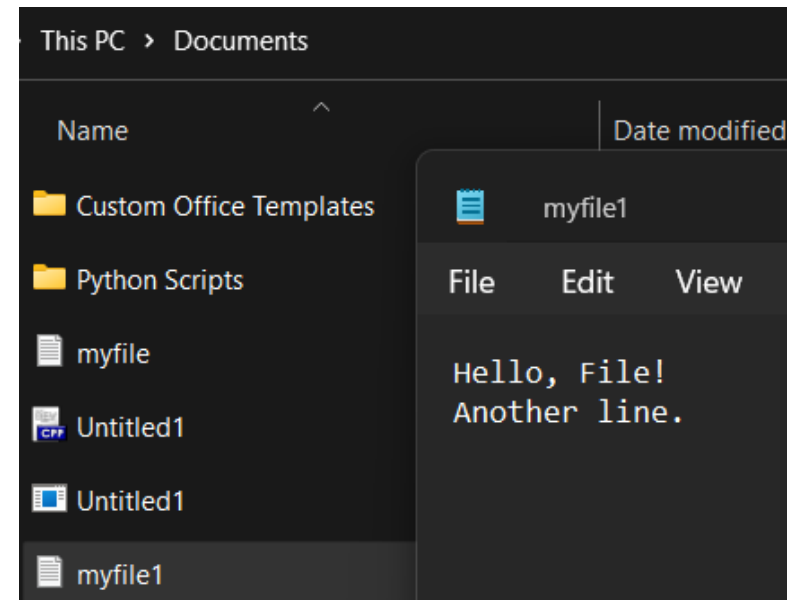 This PC > Documents
Name
Date modified
Custom Office Templates
Python Scripts
myfile
Untitled1
Untitled1
myfile1
myfile1
File Edit View
Hello, File!
Another line.